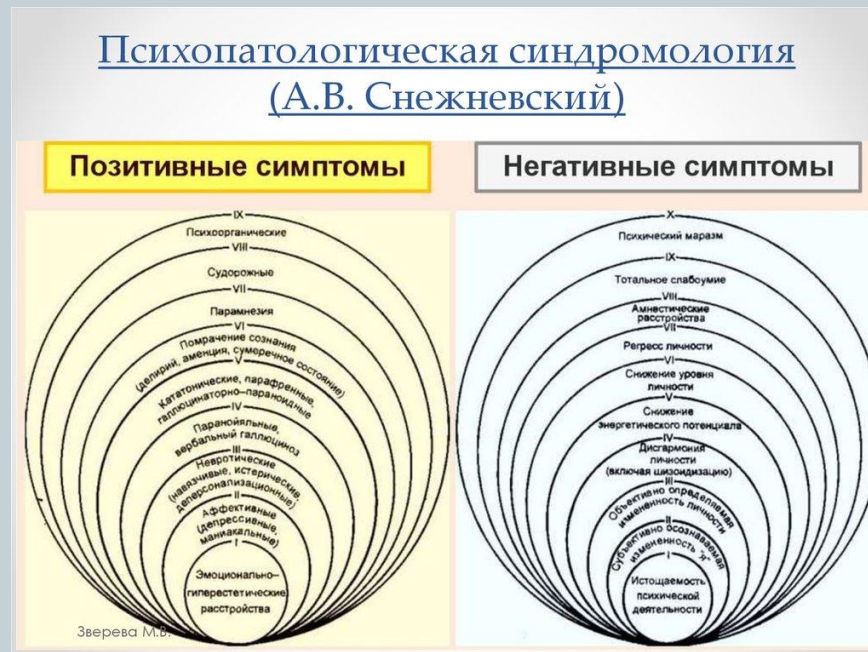 Психопатологическая синдромология
(А.В. Снежневский)
Позитивные симптомы
IX
Психоорганические
VIII
Судорожные
VII
Парамнезия
VI
Помрачение сознания
(делирий, аменция, сумеречное состояние)
V
Кататонические, парафренные,
галлюцинаторно-параноидные
IV
Паранойяльные,
вербальный галлюциноз
III
Невротические
(навязчивые, истерические,
деперсонализационные)
II
Аффективные
(депрессивные,
маниакальные)
I
Эмоционально-
гиперестетические
расстройства
Зверева М.В.
Негативные симптомы
X
Психический маразм
IX
Тотальное слабоумие
VIII
Амнестические
расстройства
VII
Регресс личности
VI
Снижение уровня
личности
V
Снижение
энергетического потенциала
IV
Дисгармония
личности
(включая шизоидизацию)
III
Объективно определяемая
измененность личности
II
Субъективно осознаваемая
измененность "я"
I
Истощаемость
психической
деятельности